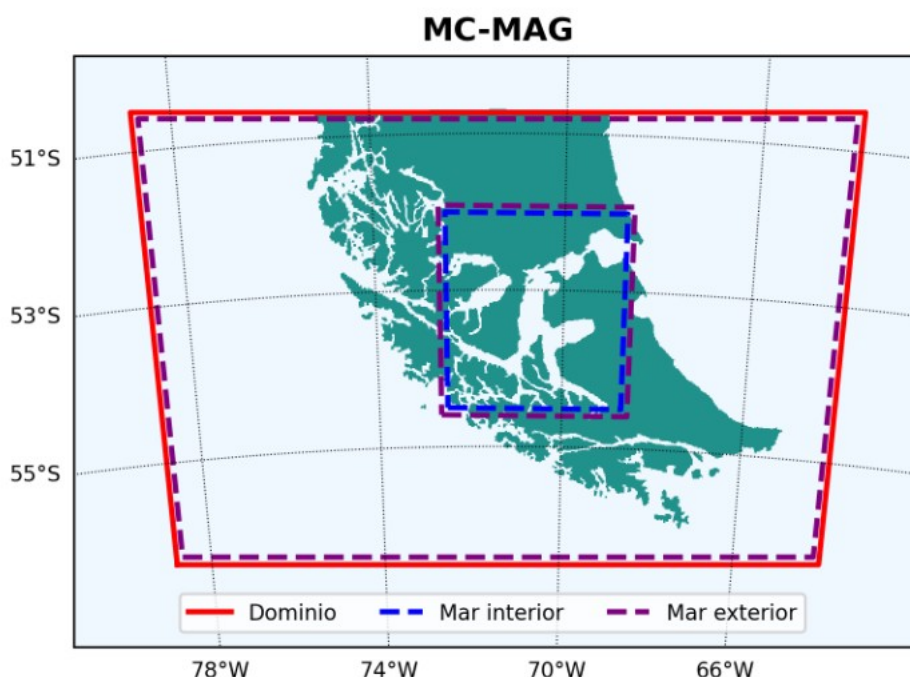 MC-MAG
51°S
53°S
55°S
Dominio
Mar interior
Mar exterior
78°W
74°W
70°W
66°W